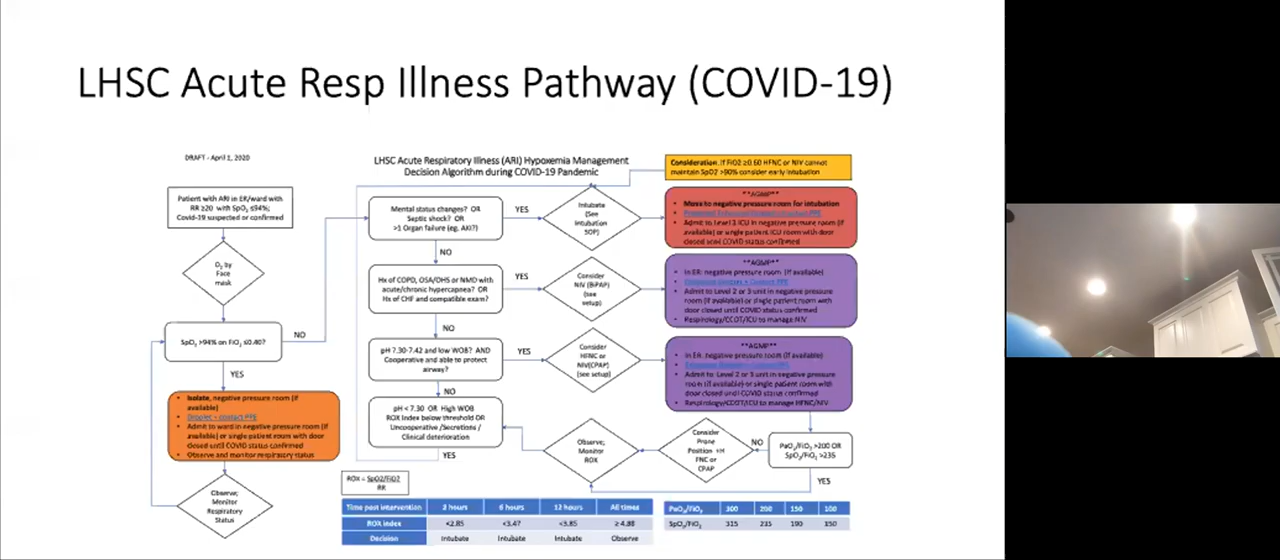 LHSC Acute Resp Illness Pathway (COVID-19)
DRAFT - April 1, 2020
LHSC Acute Respiratory Illness (ARI) Hypoxemia Management
Decision Algorithm during COVID-19 Pandemic
Consideration: If FiO2 ≥0.60 HFNC or NIV cannot
maintain SpO2 >90% consider early intubation
Patient with ARI in ER/ward with
RR ≥20 with SpO2 ≤94%;
Covid-19 suspected or confirmed
O2 by
Face
mask
SpO2 >94% on FiO2 ≤0.40?
NO
YES
Isolate, negative pressure room (if
available)
Droplet + contact PPE
Admit to ward in negative pressure room (if
available) or single patient room with door
closed until COVID status confirmed
Observe and monitor respiratory status
Observe;
Monitor
Respiratory
Status
Mental status changes? OR
Septic shock? OR
>1 Organ failure (eg. AKI?)
YES
Intubate
(See
Intubation
SOP)
**AGMP**
Move to negative pressure room for intubation
Admit to Level 3 ICU in negative pressure room (if
available) or single patient ICU room with door
closed until COVID status confirmed
NO
Hx of COPD, OSA/OHS or NMD with
acute/chronic hypercapnea? OR
Hx of CHF and compatible exam?
YES
Consider
NIV (BiPAP)
(see
setup)
**AGMP**
In ER: negative pressure room (if available)
Admit to Level 2 or 3 unit in negative pressure
room (if available) or single patient room with
door closed until COVID status confirmed
Respirology/CCOT/ICU to manage NIV
NO
pH 7.30-7.42 and low WOB? AND
Cooperative and able to protect
airway?
YES
Consider
HFNC or
NIV(CPAP)
(see setup)
**AGMP**
In ER: negative pressure room (if available)
Admit to: Level 2 or 3 unit in negative pressure
room (if available) or single patient room with
door closed until COVID status confirmed
Respirology/CCOT/ICU to manage HFNC/NIV
NO
pH < 7.30 OR High WOB
ROX Index below threshold OR
Uncooperative /Secretions /
Clinical deterioration
YES
Observe;
Monitor
ROX
Consider
Prone
Position +H
FNC or
CPAP
NO
PaO2/FiO2 >200 OR
SpO2/FiO2 >235
YES
ROX = SpO2/FiO2
RR
Time post intervention 2 hours 6 hours 12 hours All times
ROX Index <2.85 <3.47 <3.85 ≥4.88
Decision Intubate Intubate Intubate Observe
PaO2/FiO2 300 200 150 100
SpO2/FiO2 315 235 190 150